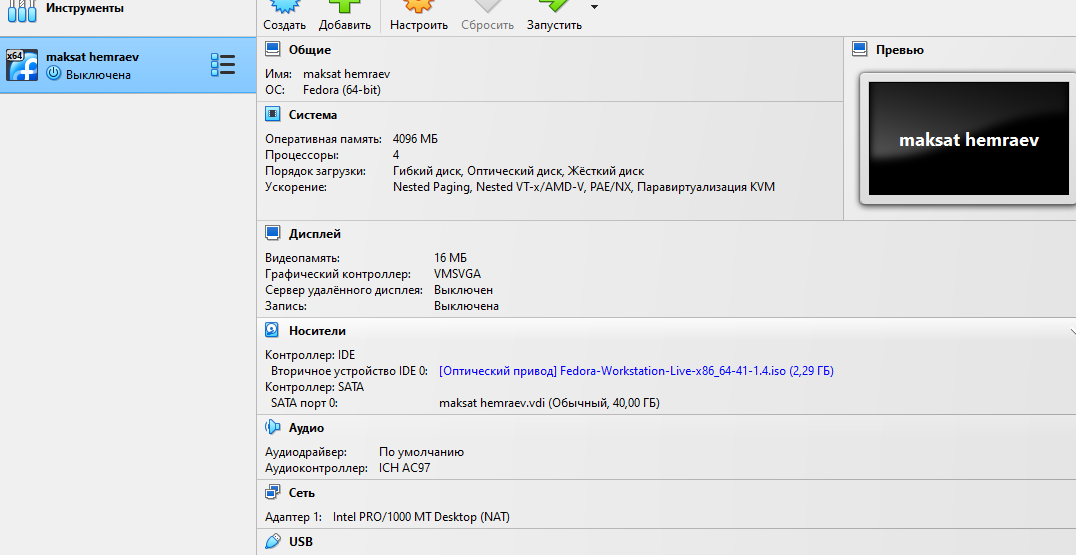 Инструменты
Создать Добавить Настроить Сбросить Запустить
x64
maksat hemraev
Выключена
Общие
Имя: maksat hemraev
ОС: Fedora (64-bit)
Превью
maksat hemraev
Система
Оперативная память: 4096 МБ
Процессоры: 4
Порядок загрузки: Гибкий диск, Оптический диск, Жёсткий диск
Ускорение: Nested Paging, Nested VT-x/AMD-V, PAE/NX, Паравиртуализация KVM
Дисплей
Видеопамять: 16 МБ
Графический контроллер: VMSVGA
Сервер удалённого дисплея: Выключен
Запись: Выключена
Носители
Контроллер: IDE
Вторичное устройство IDE 0: [Оптический привод] Fedora-Workstation-Live-x86_64-41-1.4.iso (2,29 ГБ)
Контроллер: SATA
SATA порт 0: maksat hemraev.vdi (Обычный, 40,00 ГБ)
Аудио
Аудиодрайвер: По умолчанию
Аудиоконтроллер: ICH AC97
Сеть
Адаптер 1: Intel PRO/1000 MT Desktop (NAT)
USB